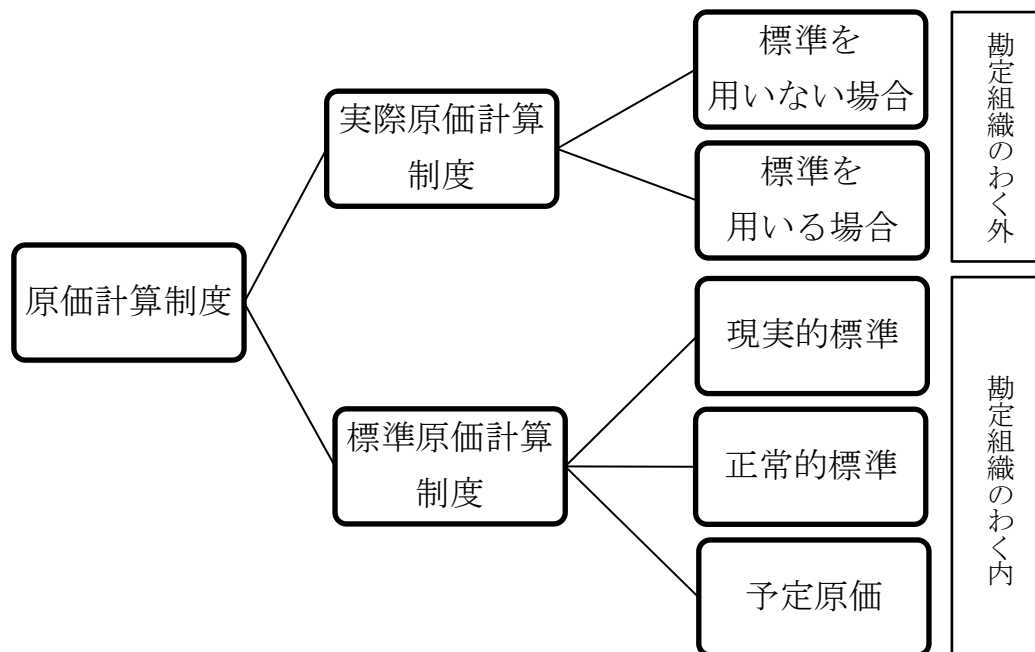 原価計算制度
実際原価計算
制度
標準を
用いない場合
標準を
用いる場合
勘定組織のわく外
標準原価計算
制度
現実的標準
正常的標準
予定原価
勘定組織のわく内